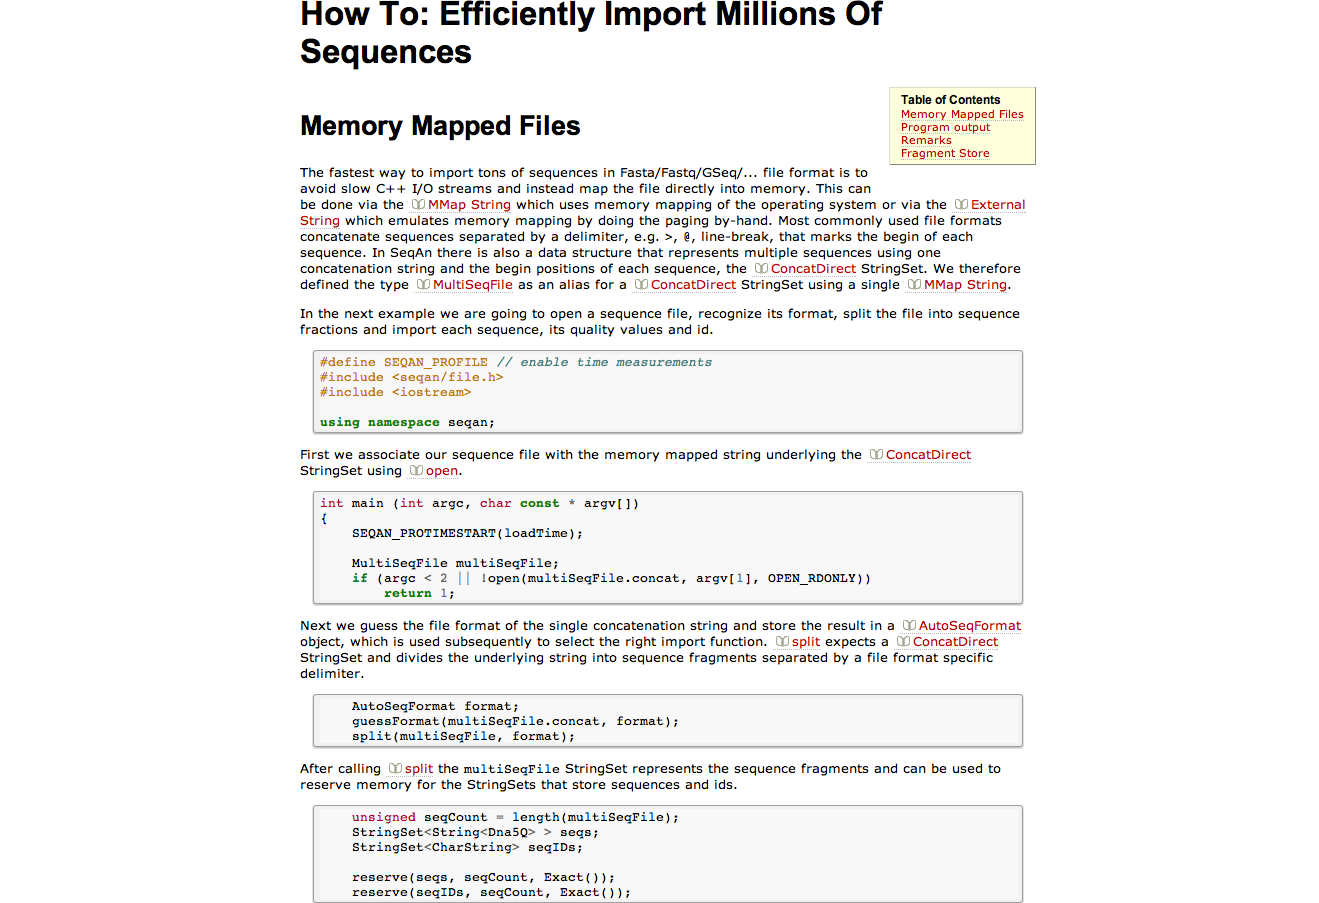 How To: Efficiently Import Millions Of
Sequences
Table of Contents
Memory Mapped Files
Program output
Remarks
Fragment Store
Memory Mapped Files
The fastest way to import tons of sequences in Fasta/Fastq/GSeq/... file format is to
avoid slow C++ I/O streams and instead map the file directly into memory. This can
be done via the MMap String which uses memory mapping of the operating system or via the External
String which emulates memory mapping by doing the paging by-hand. Most commonly used file formats
concatenate sequences separated by a delimiter, e.g. >, @, line-break, that marks the begin of each
sequence. In SeqAn there is also a data structure that represents multiple sequences using one
concatenation string and the begin positions of each sequence, the ConcatDirect StringSet. We therefore
defined the type MultiSeqFile as an alias for a ConcatDirect StringSet using a single MMap String.
In the next example we are going to open a sequence file, recognize its format, split the file into sequence
fractions and import each sequence, its quality values and id.
#define SEQAN_PROFILE // enable time measurements
#include <seqan/file.h>
#include <iostream>
using namespace seqan;
First we associate our sequence file with the memory mapped string underlying the ConcatDirect
StringSet using open.
int main (int argc, char const * argv[])
{
SEQAN_PROTIMESTART(loadTime);
MultiSeqFile multiSeqFile;
if (argc < 2 || !open(multiSeqFile.concat, argv[1], OPEN_RDONLY))
return 1;
Next we guess the file format of the single concatenation string and store the result in a AutoSeqFormat
object, which is used subsequently to select the right import function. split expects a ConcatDirect
StringSet and divides the underlying string into sequence fragments separated by a file format specific
delimiter.
AutoSeqFormat format;
guessFormat(multiSeqFile.concat, format);
split(multiSeqFile, format);
After calling split the multiSeqFile StringSet represents the sequence fragments and can be used to
reserve memory for the StringSets that store sequences and ids.
unsigned seqCount = length(multiSeqFile);
StringSet<String<Dna5Q> > seqs;
StringSet<CharString> seqIDs;
reserve(seqs, seqCount, Exact());
reserve(seqIDs, seqCount, Exact());